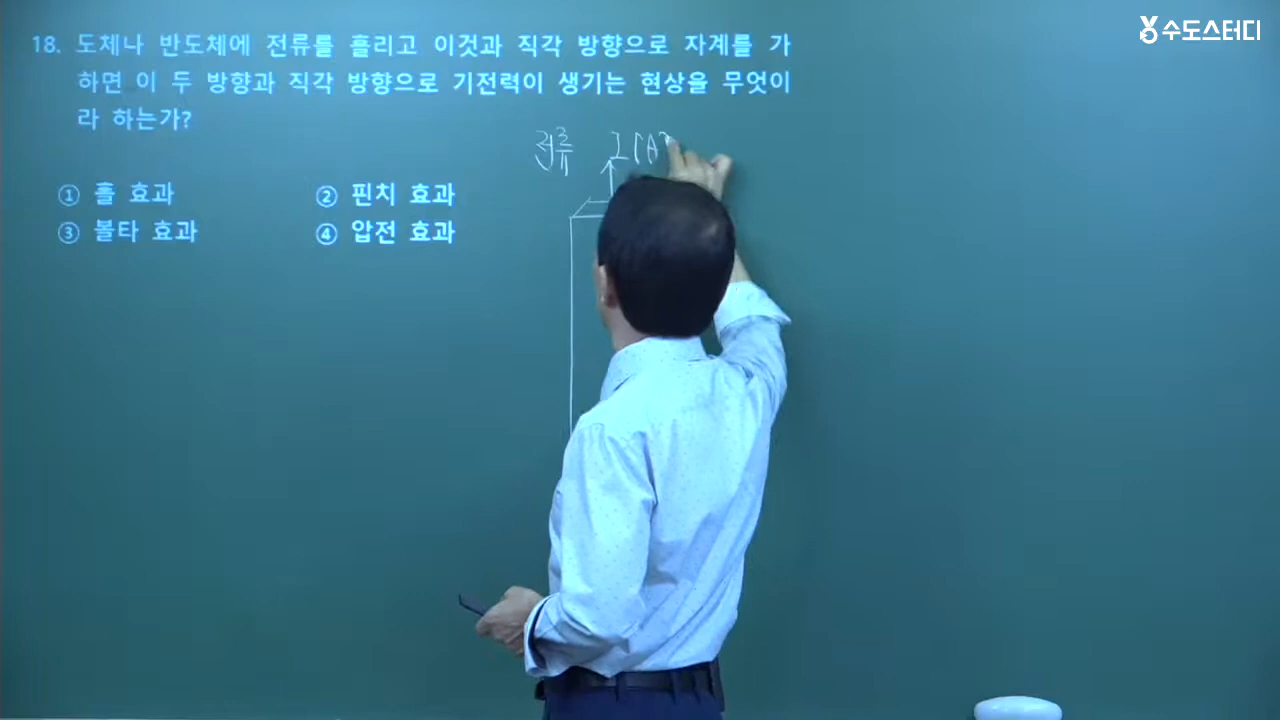 수도스터디
18. 도체나 반도체에 전류를 흘리고 이것과 직각 방향으로 자계를 가
하면 이 두 방향과 직각 방향으로 기전력이 생기는 현상을 무엇이
라 하는가?
전류 I [A]
① 홀 효과 ② 핀치 효과
③ 볼타 효과 ④ 압전 효과